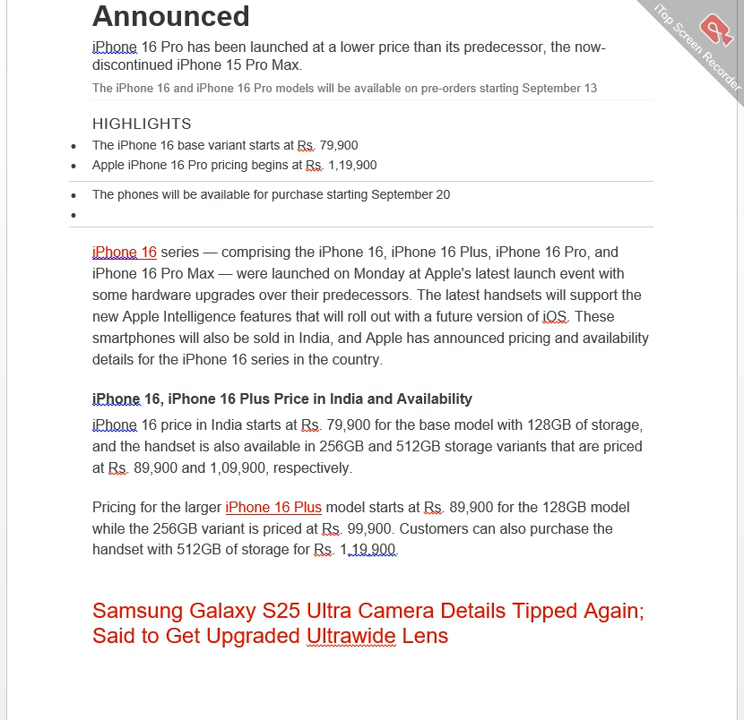 Announced
iPhone 16 Pro has been launched at a lower price than its predecessor, the now-
discontinued iPhone 15 Pro Max.
The iPhone 16 and iPhone 16 Pro models will be available on pre-orders starting September 13
HIGHLIGHTS
• The iPhone 16 base variant starts at Rs. 79,900
• Apple iPhone 16 Pro pricing begins at Rs. 1,19,900
• The phones will be available for purchase starting September 20
•
iPhone 16 series — comprising the iPhone 16, iPhone 16 Plus, iPhone 16 Pro, and
iPhone 16 Pro Max — were launched on Monday at Apple's latest launch event with
some hardware upgrades over their predecessors. The latest handsets will support the
new Apple Intelligence features that will roll out with a future version of iOS. These
smartphones will also be sold in India, and Apple has announced pricing and availability
details for the iPhone 16 series in the country.
iPhone 16, iPhone 16 Plus Price in India and Availability
iPhone 16 price in India starts at Rs. 79,900 for the base model with 128GB of storage,
and the handset is also available in 256GB and 512GB storage variants that are priced
at Rs. 89,900 and 1,09,900, respectively.
Pricing for the larger iPhone 16 Plus model starts at Rs. 89,900 for the 128GB model
while the 256GB variant is priced at Rs. 99,900. Customers can also purchase the
handset with 512GB of storage for Rs. 1,19,900.
Samsung Galaxy S25 Ultra Camera Details Tipped Again;
Said to Get Upgraded Ultrawide Lens
iTop Screen Recorder